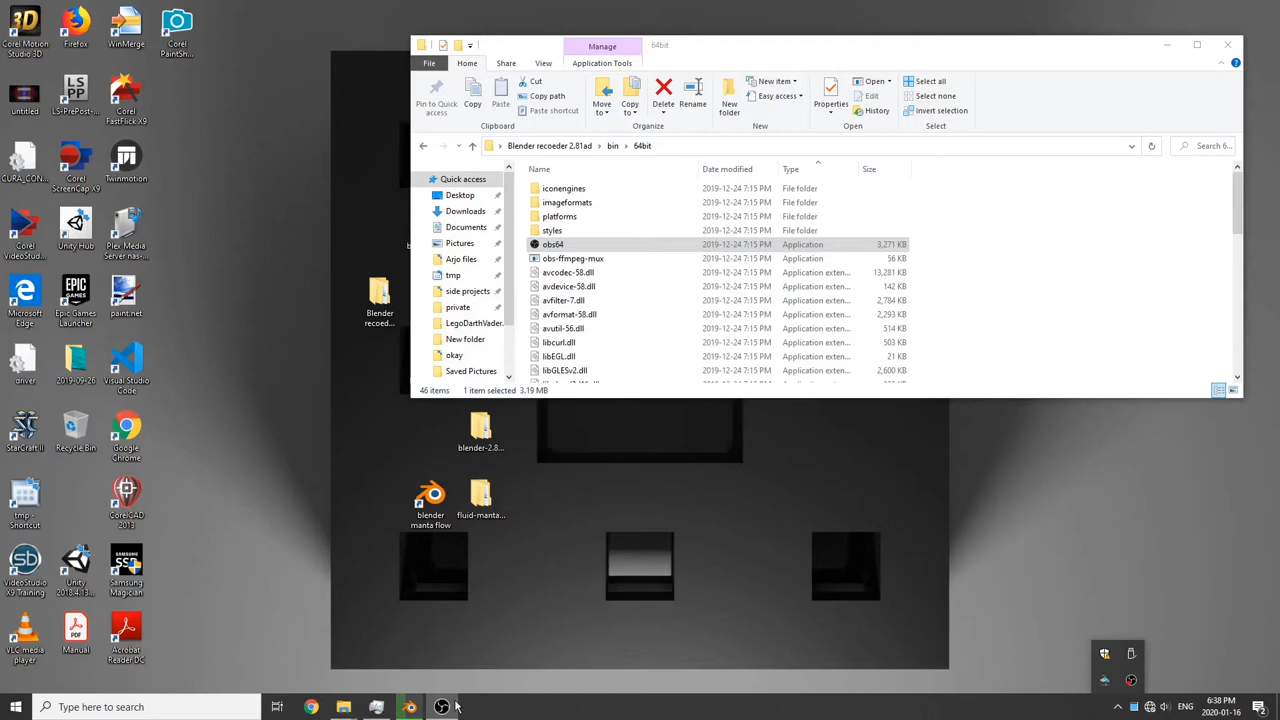 Corel Motion Studio 3D
Firefox
WinMerge
Corel PaintSh...
untitled
LS-PrePost-...
Corel FastFlick X9
CURA_CON...
Corel ScreenCap X9
Twinmotion
Corel VideoStu...
Unity Hub
Plex Media Server
Microsoft Edge
Epic Games Launcher
paint.net
driver
2019-09-26
Visual Studio Code
StarCraft II
Recycle Bin
Google Chrome
tmp - Shortcut
CorelCAD 2013
VideoStudio X9 Training
Unity 2018.4.13...
Samsung Magician
VLC media player
Manual
Acrobat Reader DC
Blender recoed...
blender-2.8...
blender manta flow
fluid-manta...
Manage
64bit
File
Home
Share
View
Application Tools
Pin to Quick access
Copy
Paste
Cut
Copy path
Paste shortcut
Move to
Copy to
Delete
Rename
New folder
New item
Easy access
Properties
Open
Edit
History
Select all
Select none
Invert selection
Clipboard
Organize
New
Open
Select
Blender recoeder 2.81ad > bin > 64bit
Search 6...
Name Date modified Type Size
Quick access
Desktop
Downloads
Documents
Pictures
Arjo files
tmp
side projects
private
LegoDarthVader.
New folder
okay
Saved Pictures
iconengines 2019-12-24 7:15 PM File folder
imageformats 2019-12-24 7:15 PM File folder
platforms 2019-12-24 7:15 PM File folder
styles 2019-12-24 7:15 PM File folder
obs64 2019-12-24 7:15 PM Application 3,271 KB
obs-ffmpeg-mux 2019-12-24 7:15 PM Application 56 KB
avcodec-58.dll 2019-12-24 7:15 PM Application exten... 13,281 KB
avdevice-58.dll 2019-12-24 7:15 PM Application exten... 142 KB
avfilter-7.dll 2019-12-24 7:15 PM Application exten... 2,784 KB
avformat-58.dll 2019-12-24 7:15 PM Application exten... 2,293 KB
avutil-56.dll 2019-12-24 7:15 PM Application exten... 514 KB
libcurl.dll 2019-12-24 7:15 PM Application exten... 503 KB
libEGL.dll 2019-12-24 7:15 PM Application exten... 21 KB
libGLESv2.dll 2019-12-24 7:15 PM Application exten... 2,600 KB
46 items 1 item selected 3.19 MB
Type here to search
ENG
6:38 PM
2020-01-16
2